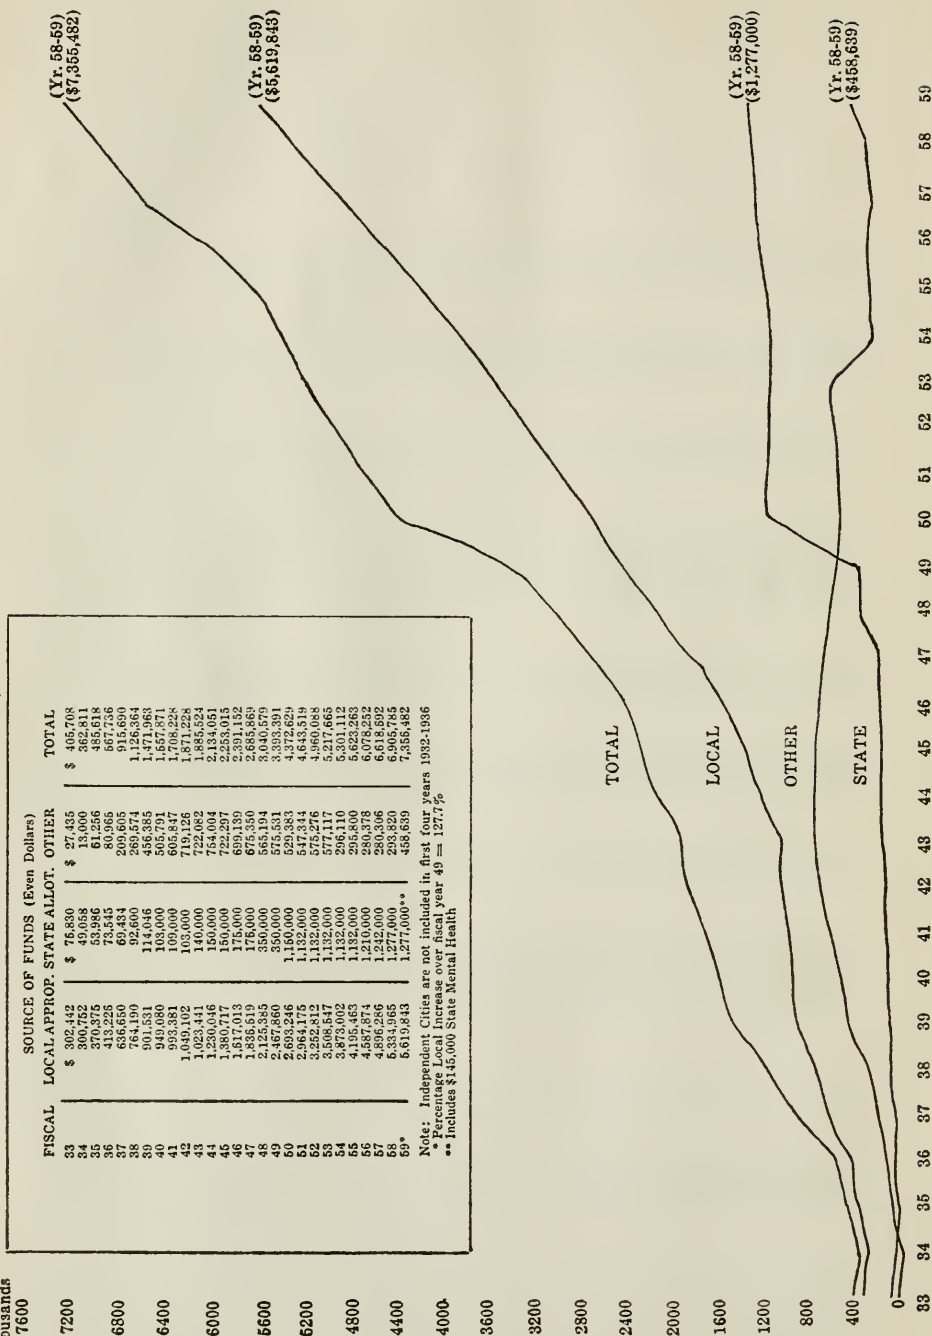 ousands
7600
7200
6800
6400
6000
5600
5200
4800
4400
4000
3600
3200
2800
2400
2000
1600
1200
800
400
0
SOURCE OF FUNDS (Even Dollars)
FISCAL LOCAL APPROP. STATE ALLOT. OTHER TOTAL
33 $ 302,442 $ 75,830 $ 27,435 $ 405,708
34 300,752 49,058 13,000 362,811
35 370,375 53,986 61,256 485,618
36 413,226 73,545 80,965 567,736
37 636,650 69,434 209,605 915,690
38 764,190 92,600 269,574 1,126,364
39 901,531 114,046 456,385 1,471,963
40 949,080 103,000 505,791 1,557,871
41 993,381 109,000 605,847 1,708,228
42 1,049,102 103,000 719,126 1,871,228
43 1,023,441 140,000 722,082 1,885,524
44 1,230,046 150,000 754,004 2,134,051
45 1,380,717 150,000 722,297 2,253,015
46 1,517,013 175,000 699,139 2,391,152
47 1,835,519 175,000 675,350 2,685,869
48 2,125,385 350,000 565,194 3,040,579
49 2,467,860 350,000 575,531 3,393,391
50 2,693,246 1,150,000 529,383 4,372,629
51 2,964,175 1,132,000 547,344 4,643,519
52 3,252,812 1,132,000 575,276 4,960,088
53 3,508,547 1,132,000 577,117 5,217,665
54 3,873,002 1,132,000 296,110 5,301,112
55 4,195,463 1,132,000 295,800 5,623,263
56 4,587,874 1,210,000 280,378 6,078,252
57 4,896,286 1,242,000 280,306 6,618,592
58 5,334,965 1,277,000 293,820 6,905,785
59* 5,619,843 1,277,000** 458,639 7,355,482
Note: Independent Cities are not included in first four years 1932-1936
* Percentage Local Increase over fiscal year 49 = 127.7%
** Includes $145,000 State Mental Health
(Yr. 58-59)
($7,355,482)
(Yr. 58-59)
($5,619,843)
(Yr. 58-59)
($1,277,000)
(Yr. 58-59)
($458,639)
TOTAL
LOCAL
OTHER
STATE
33 34 35 36 37 38 39 40 41 42 43 44 45 46 47 48 49 50 51 52 53 54 55 56 57 58 59